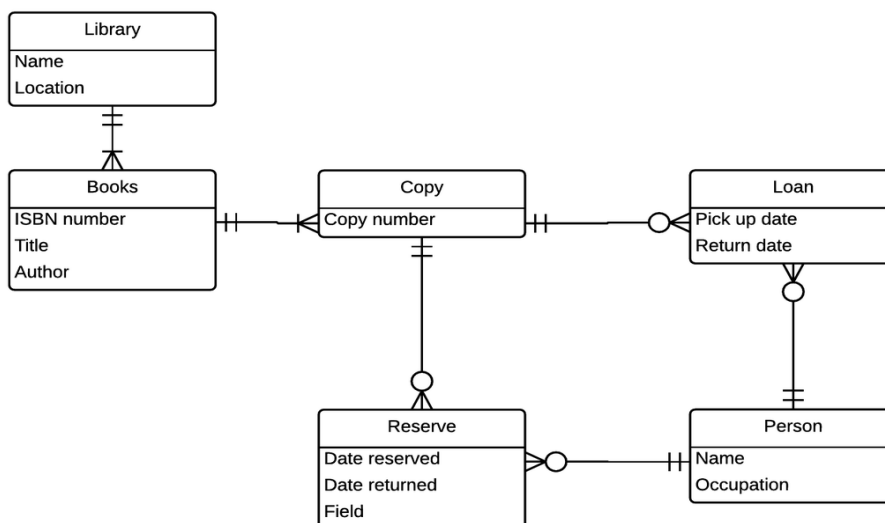 Library
Name
Location
Books
ISBN number
Title
Author
Copy
Copy number
Loan
Pick up date
Return date
Reserve
Date reserved
Date returned
Field
Person
Name
Occupation